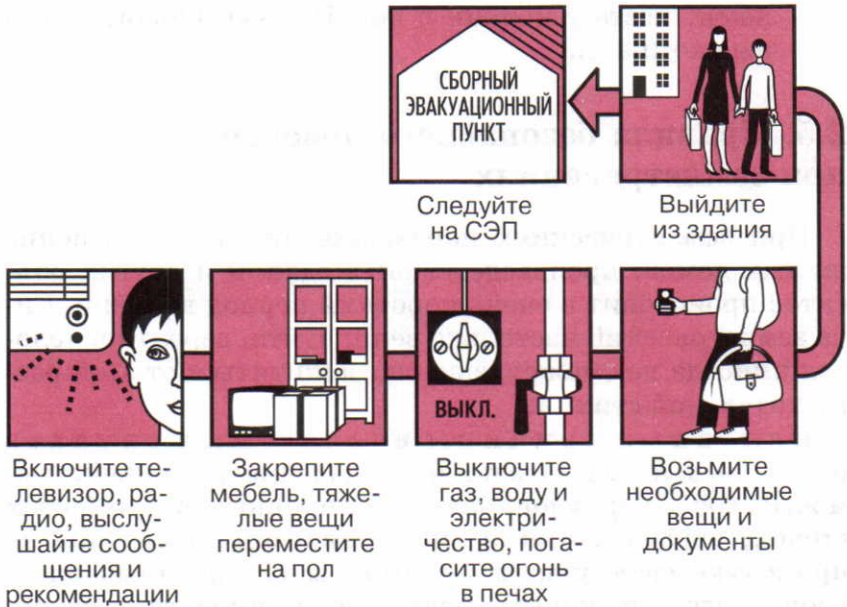 СБОРНЫЙ
ЭВАКУАЦИОННЫЙ
ПУНКТ
Следуйте
на СЭП
Выйдите
из здания
ВЫКЛ.
Включите те-
левизор, ра-
дио, выслу-
шайте сооб-
щения и
рекомендации
Закрепите
мебель, тяже-
лые вещи
переместите
на пол
Выключите
газ, воду и
электри-
чество, пога-
сите огонь
в печах
Возьмите
необходимые
вещи и
документы